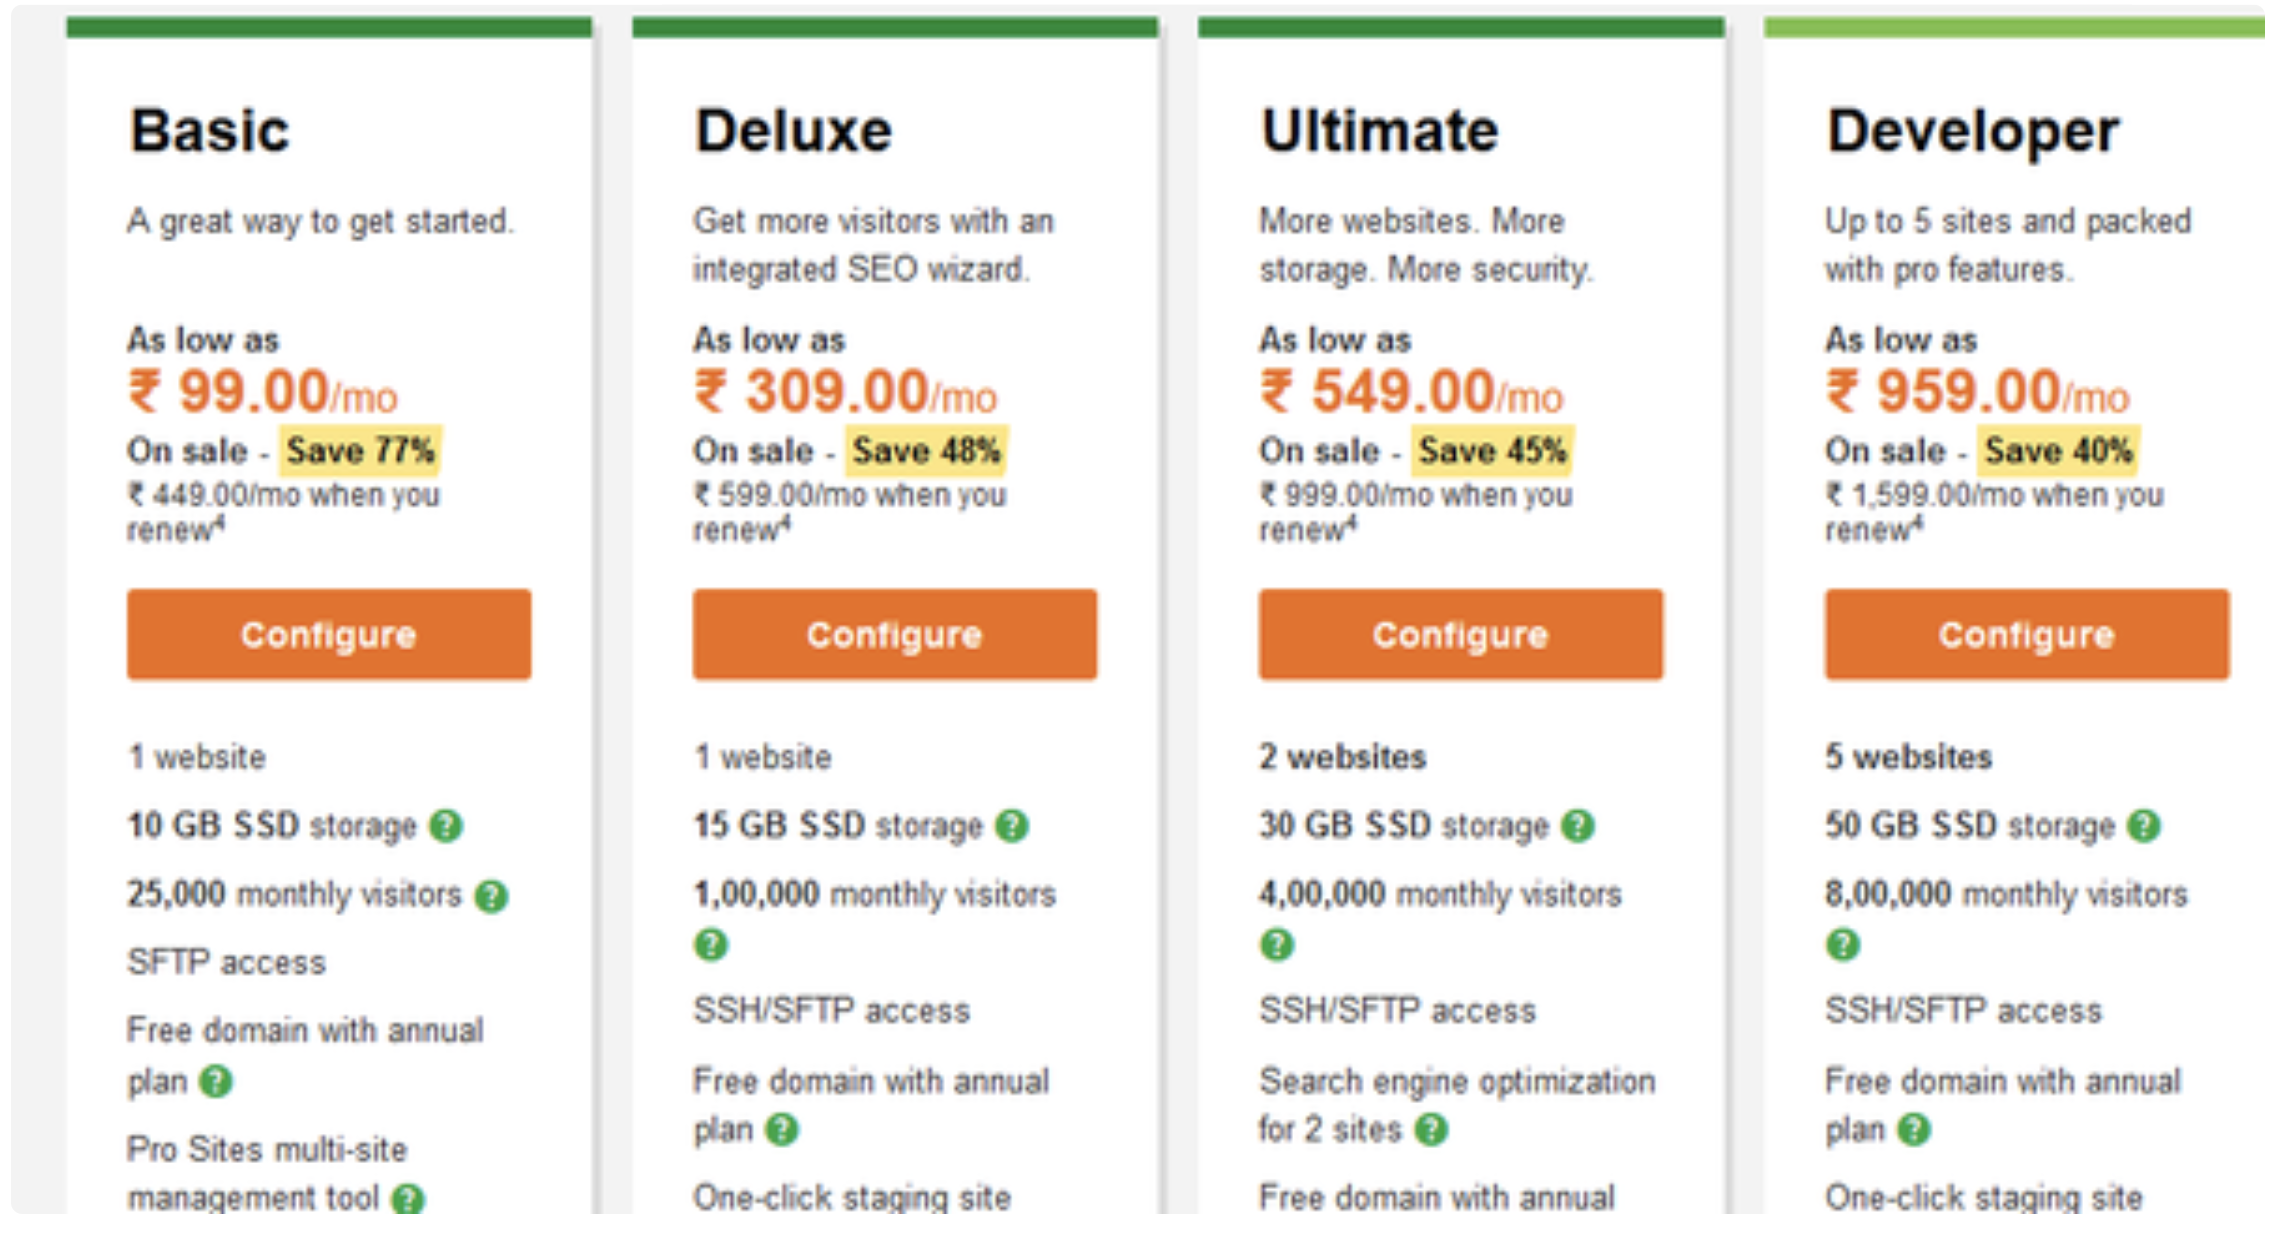 Basic
A great way to get started.
As low as
₹ 99.00/mo
On sale - Save 77%
₹ 449.00/mo when you
renew⁴
Configure
1 website
10 GB SSD storage ?
25,000 monthly visitors ?
SFTP access
Free domain with annual
plan ?
Pro Sites multi-site
management tool ?
Deluxe
Get more visitors with an
integrated SEO wizard.
As low as
₹ 309.00/mo
On sale - Save 48%
₹ 599.00/mo when you
renew⁴
Configure
1 website
15 GB SSD storage ?
1,00,000 monthly visitors
?
SSH/SFTP access
Free domain with annual
plan ?
One-click staging site
Ultimate
More websites. More
storage. More security.
As low as
₹ 549.00/mo
On sale - Save 45%
₹ 999.00/mo when you
renew⁴
Configure
2 websites
30 GB SSD storage ?
4,00,000 monthly visitors
?
SSH/SFTP access
Search engine optimization
for 2 sites ?
Free domain with annual
Developer
Up to 5 sites and packed
with pro features.
As low as
₹ 959.00/mo
On sale - Save 40%
₹ 1,599.00/mo when you
renew⁴
Configure
5 websites
50 GB SSD storage ?
8,00,000 monthly visitors
?
SSH/SFTP access
Free domain with annual
plan ?
One-click staging site